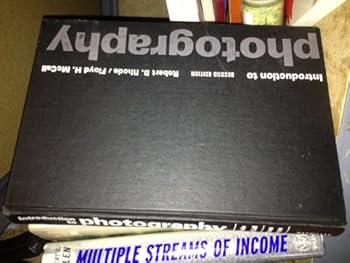 Introduction to
photography
SECOND EDITION
Robert D. Rhode / Floyd H. McCall
Introduction
to
photography
MULTIPLE STREAMS OF INCOME